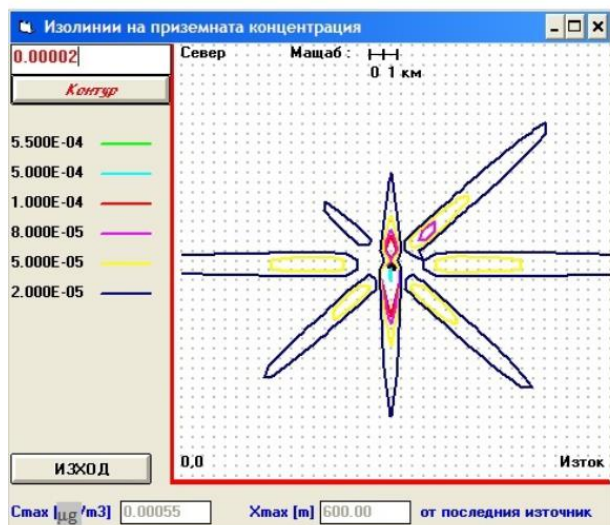 Изолинии на приземната концентрация
0.00002
Север Мащаб :
0 1 км
Контур
5.500E-04
5.000E-04
1.000E-04
8.000E-05
5.000E-05
2.000E-05
ИЗХОД
0,0 Изток
Cmax [µg/m3] 0.00055 Xmax [m] 600.00 от последния източник